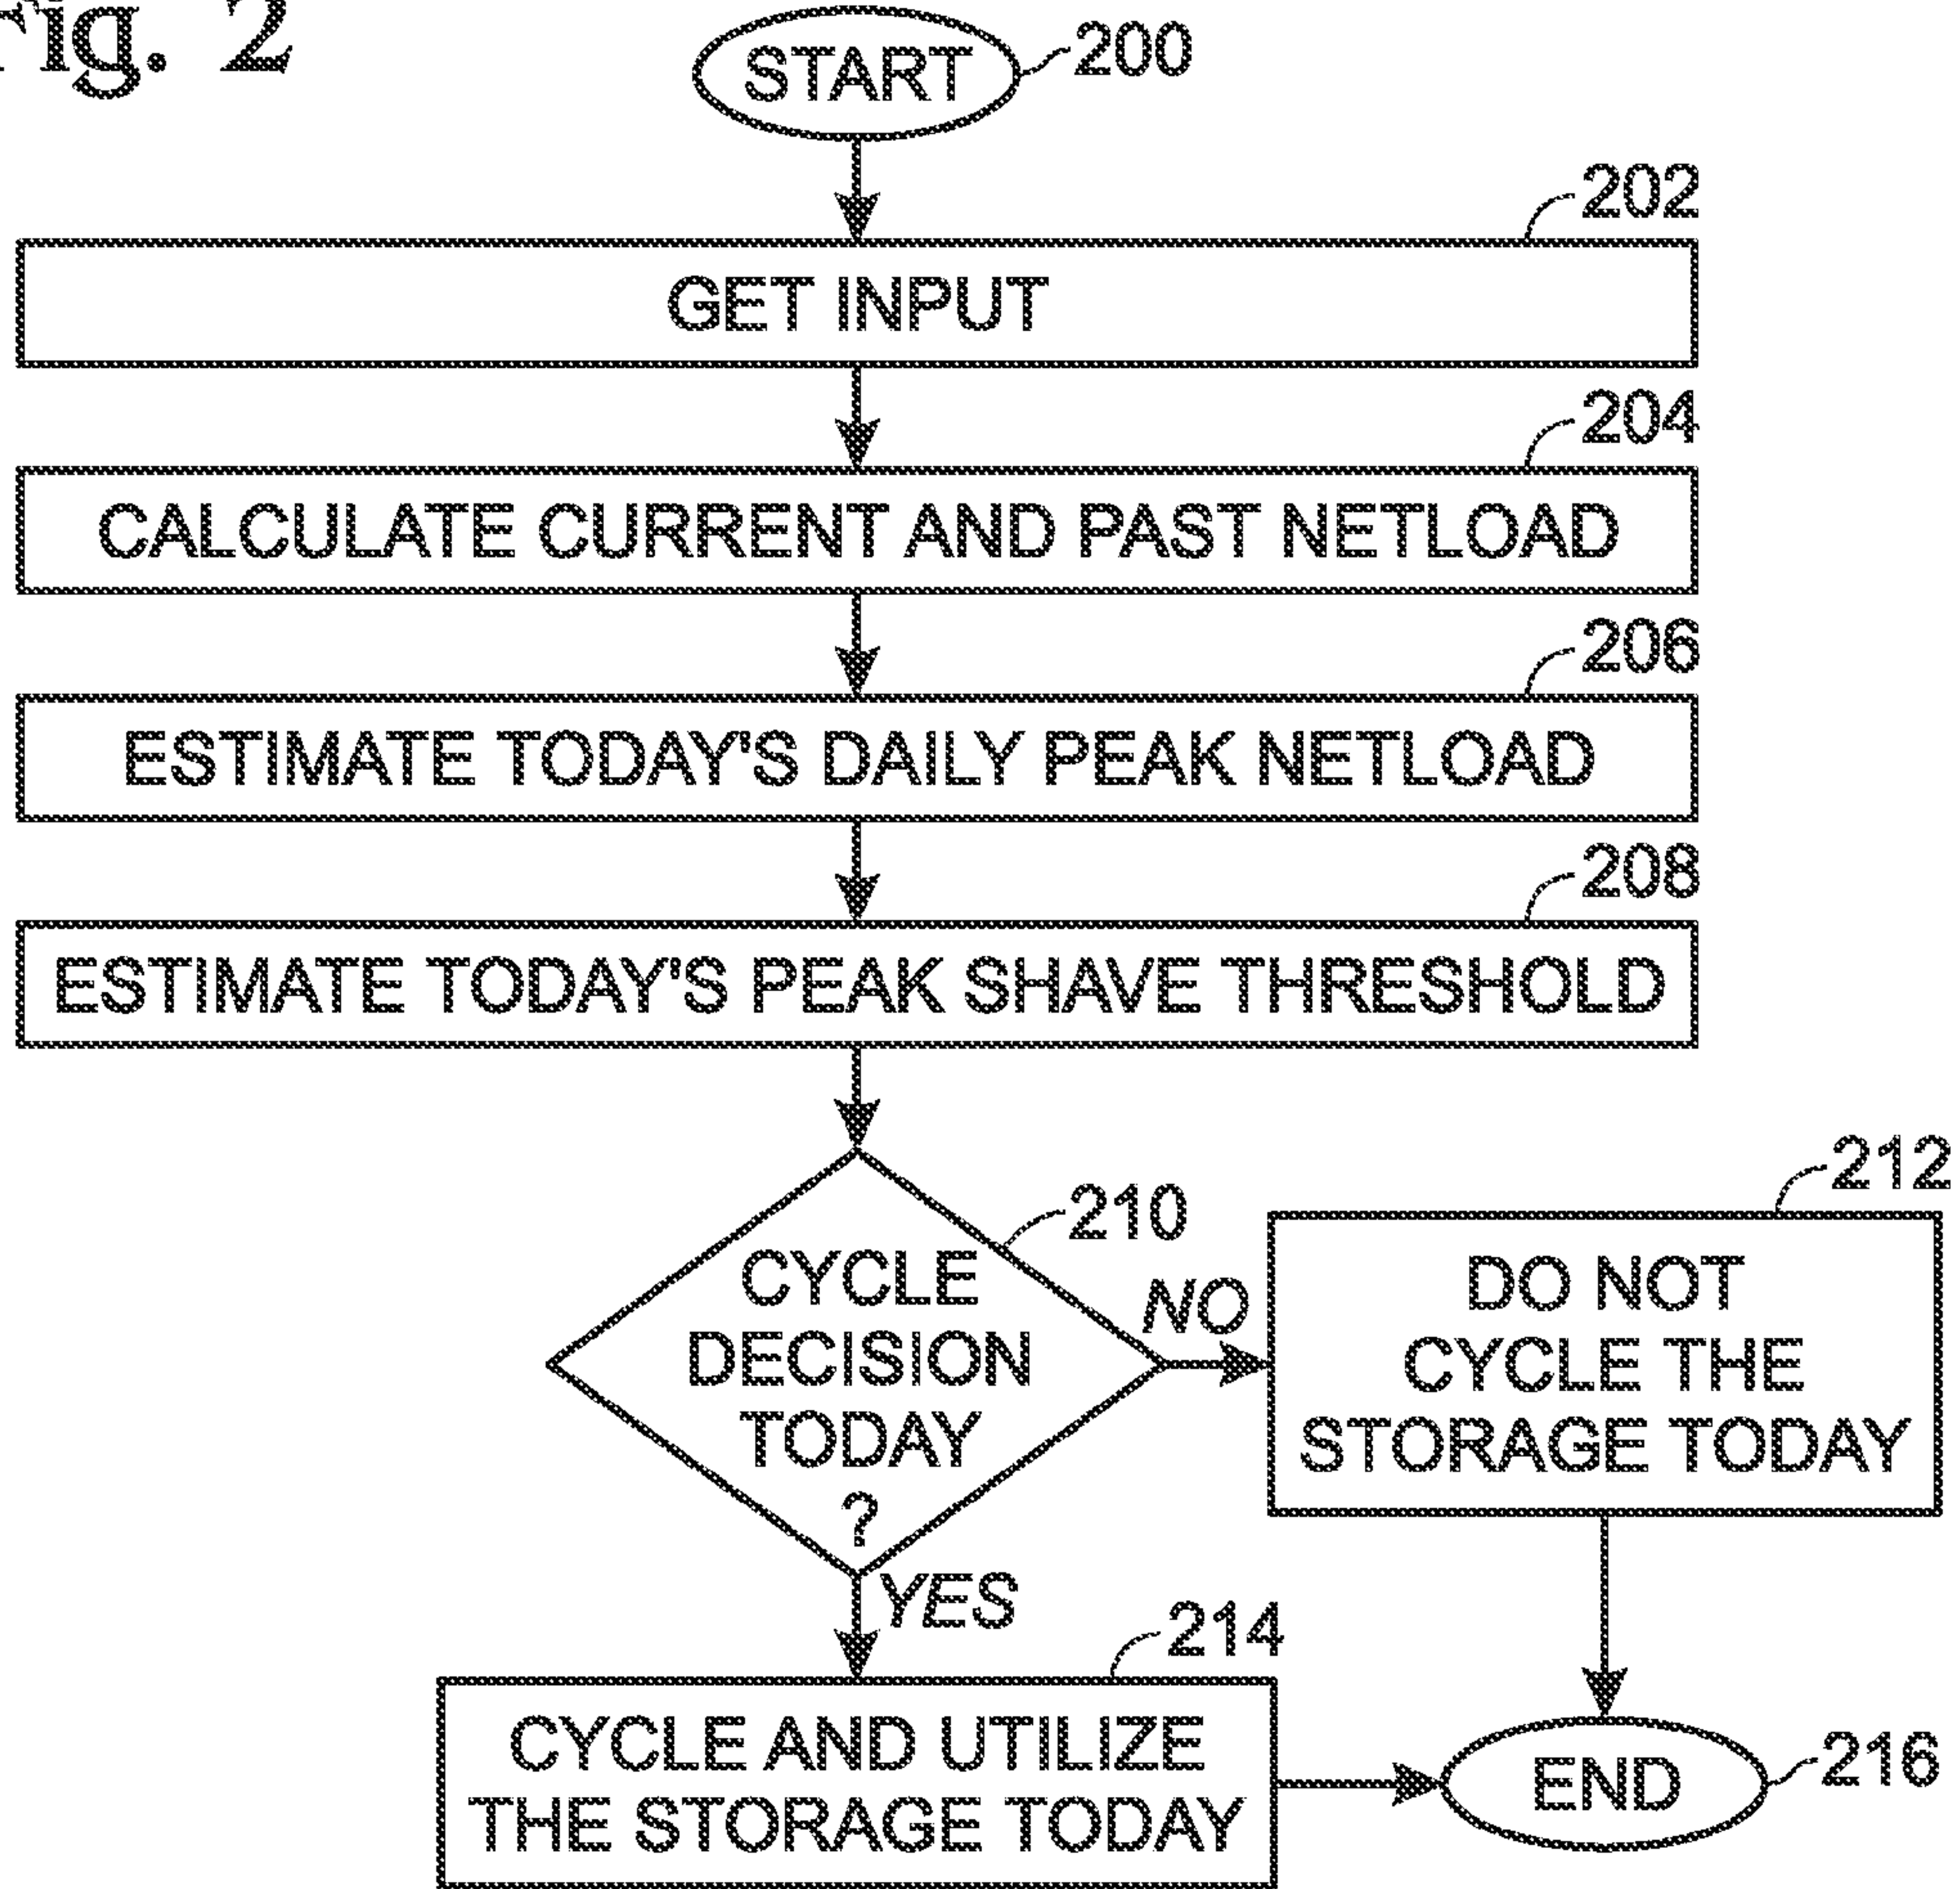 Fig. 2
START
200
202
GET INPUT
204
CALCULATE CURRENT AND PAST NETLOAD
206
ESTIMATE TODAY'S DAILY PEAK NETLOAD
208
ESTIMATE TODAY'S PEAK SHAVE THRESHOLD
210
CYCLE
DECISION
TODAY
?
NO
212
DO NOT
CYCLE THE
STORAGE TODAY
YES
214
CYCLE AND UTILIZE
THE STORAGE TODAY
END
216